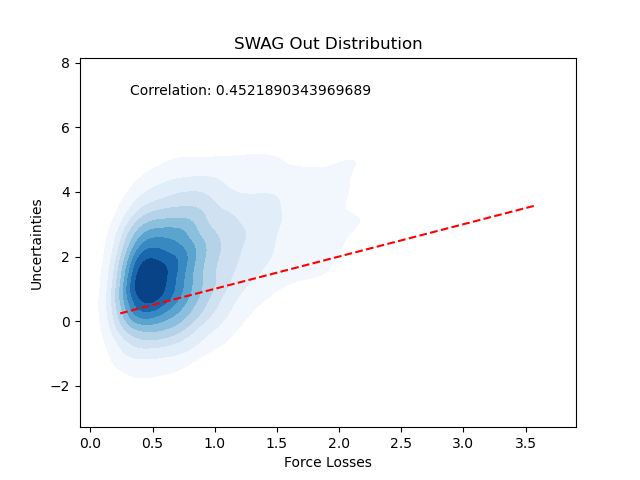 SWAG Out Distribution
Correlation: 0.4521890343969689
Uncertainties
8
6
4
2
0
−2
0.0 0.5 1.0 1.5 2.0 2.5 3.0 3.5
Force Losses